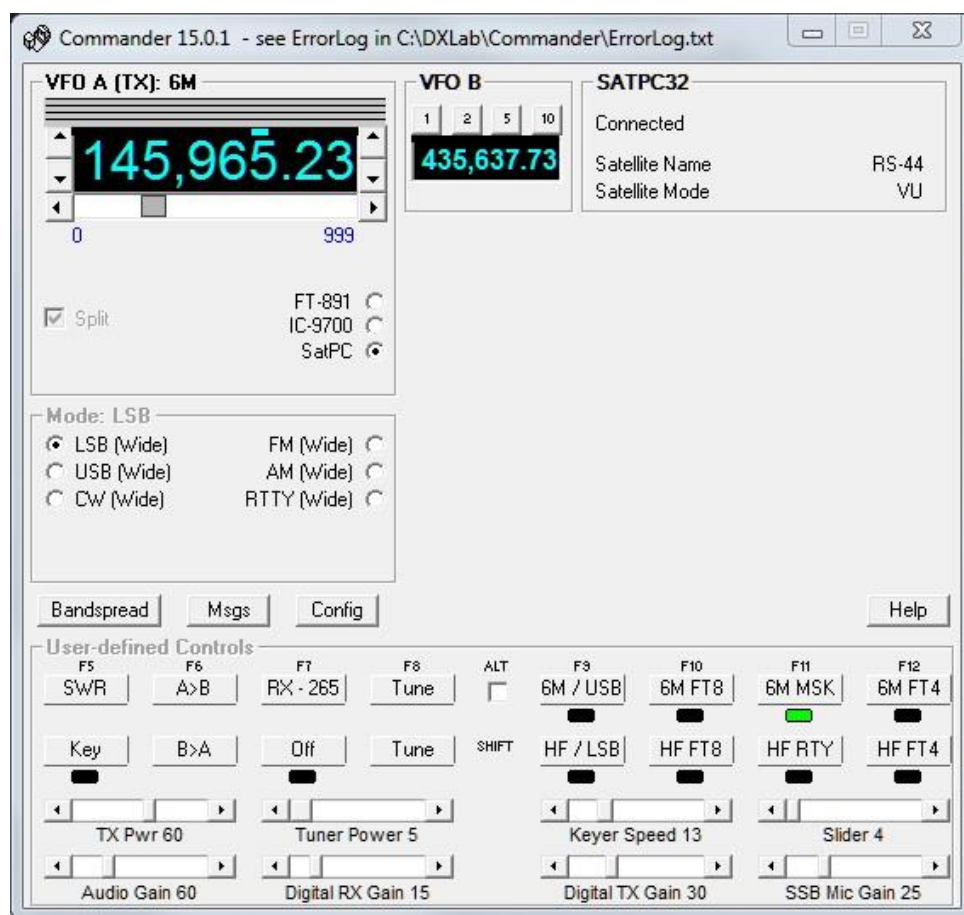 Commander 15.0.1 - see ErrorLog in C:\DXLab\Commander\ErrorLog.txt
VFO A (TX): 6M
145,965.23
0 999
Split
FT-891
IC-9700
SatPC
VFO B
1 2 5 10
435,637.73
SATPC32
Connected
Satellite Name RS-44
Satellite Mode VU
Mode: LSB
LSB (Wide) FM (Wide)
USB (Wide) AM (Wide)
CW (Wide) RTTY (Wide)
Bandspread Msgs Config Help
User-defined Controls
F5 F6 F7 F8 ALT F9 F10 F11 F12
SWR A>B RX - 265 Tune 6M / USB 6M FT8 6M MSK 6M FT4
Key B>A Off Tune SHIFT HF / LSB HF FT8 HF RTY HF FT4
TX Pwr 60 Tuner Power 5 Keyer Speed 13 Slider 4
Audio Gain 60 Digital RX Gain 15 Digital TX Gain 30 SSB Mic Gain 25